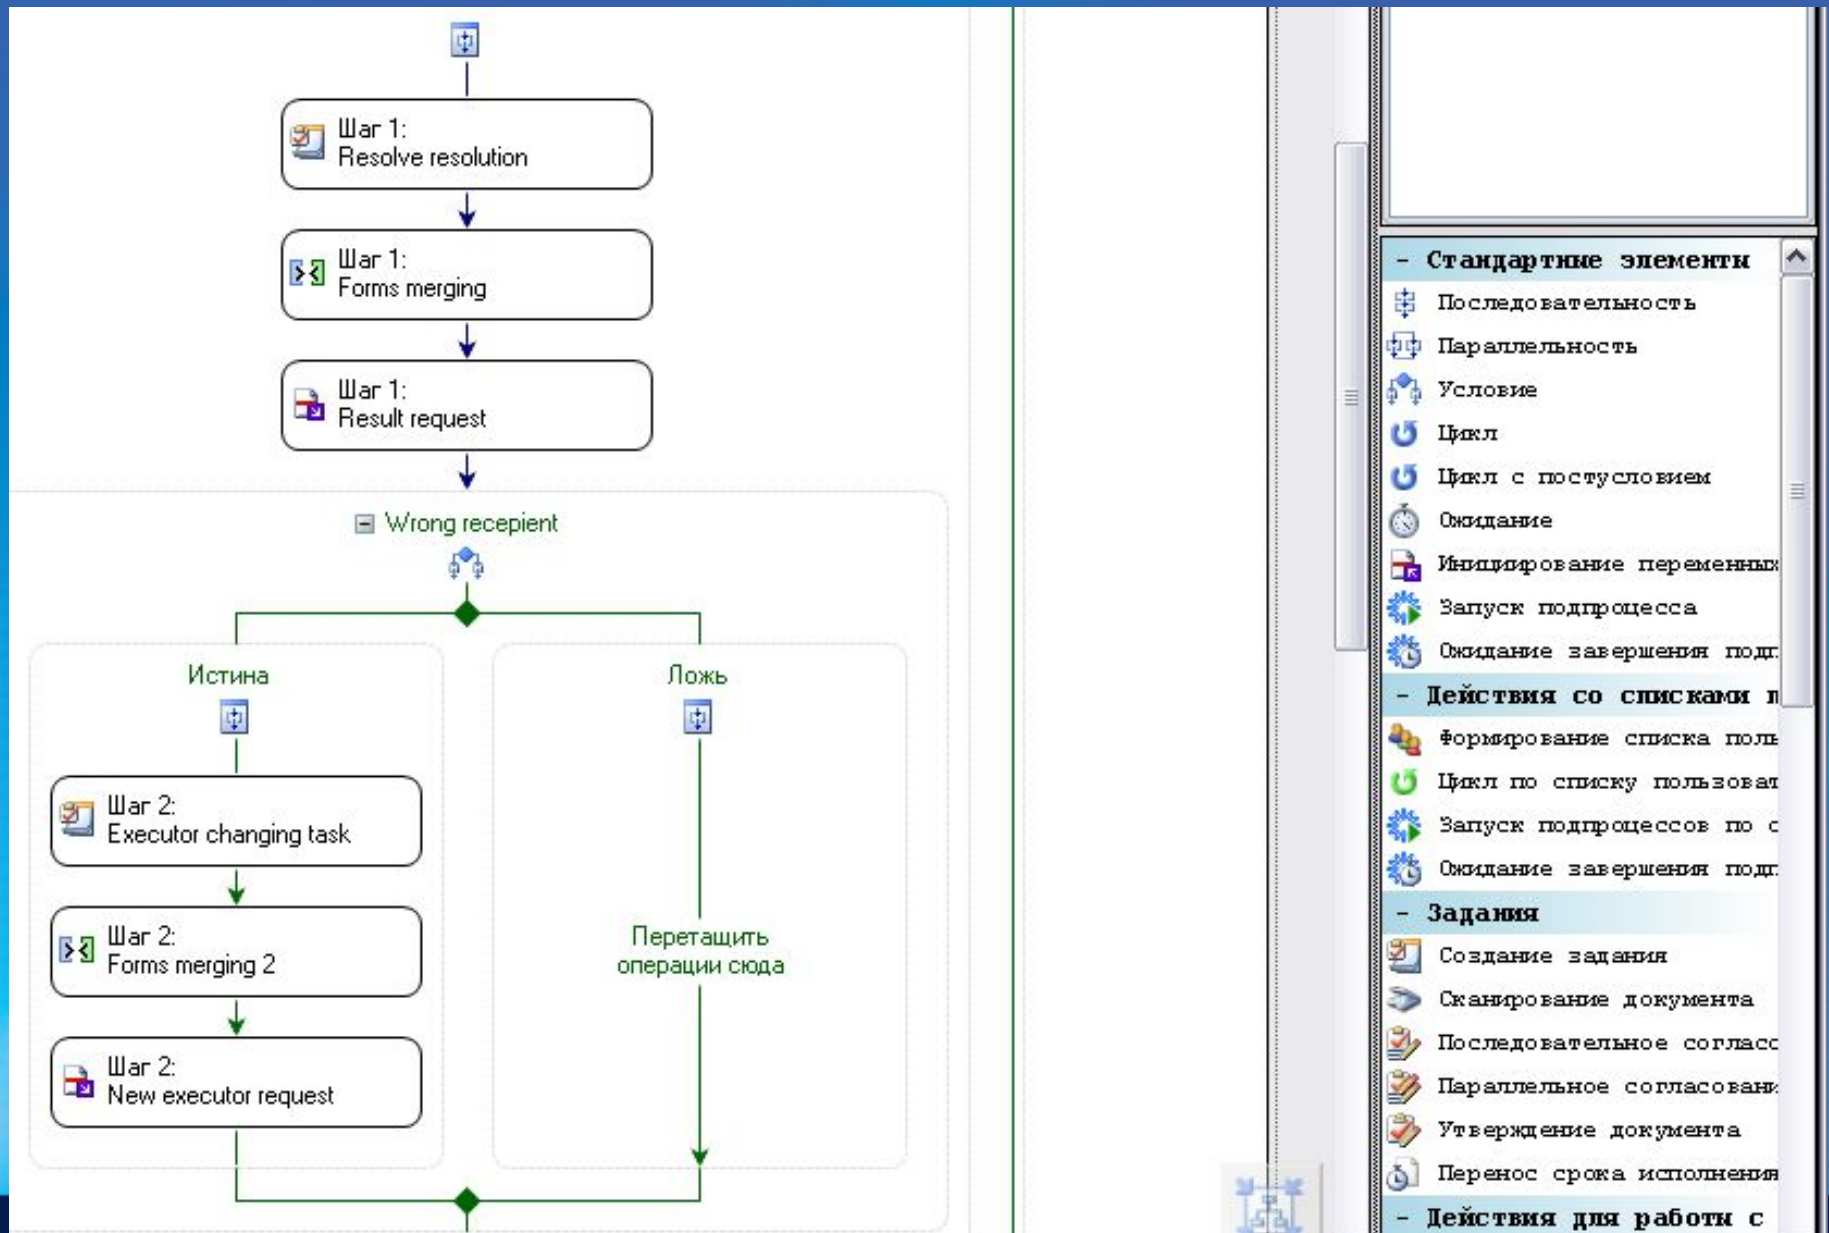 Шаг 1:
Resolve resolution
Шаг 1:
Forms merging
Шаг 1:
Result request
Wrong recepient
Истина
Ложь
Шаг 2:
Executor changing task
Шаг 2:
Forms merging 2
Перетащить
операции сюда
Шаг 2:
New executor request
- Стандартные элементы
Последовательность
Параллельность
Условие
Цикл
Цикл с постусловием
Ожидание
Инициирование переменных
Запуск подпроцесса
Ожидание завершения подп
- Действия со списками п
Формирование списка поль
Цикл по списку пользоват
Запуск подпроцессов по с
Ожидание завершения подп
- Задания
Создание задания
Сканирование документа
Последовательное согласо
Параллельное согласовани
Утверждение документа
Перенос срока исполнения
- Действия для работы с